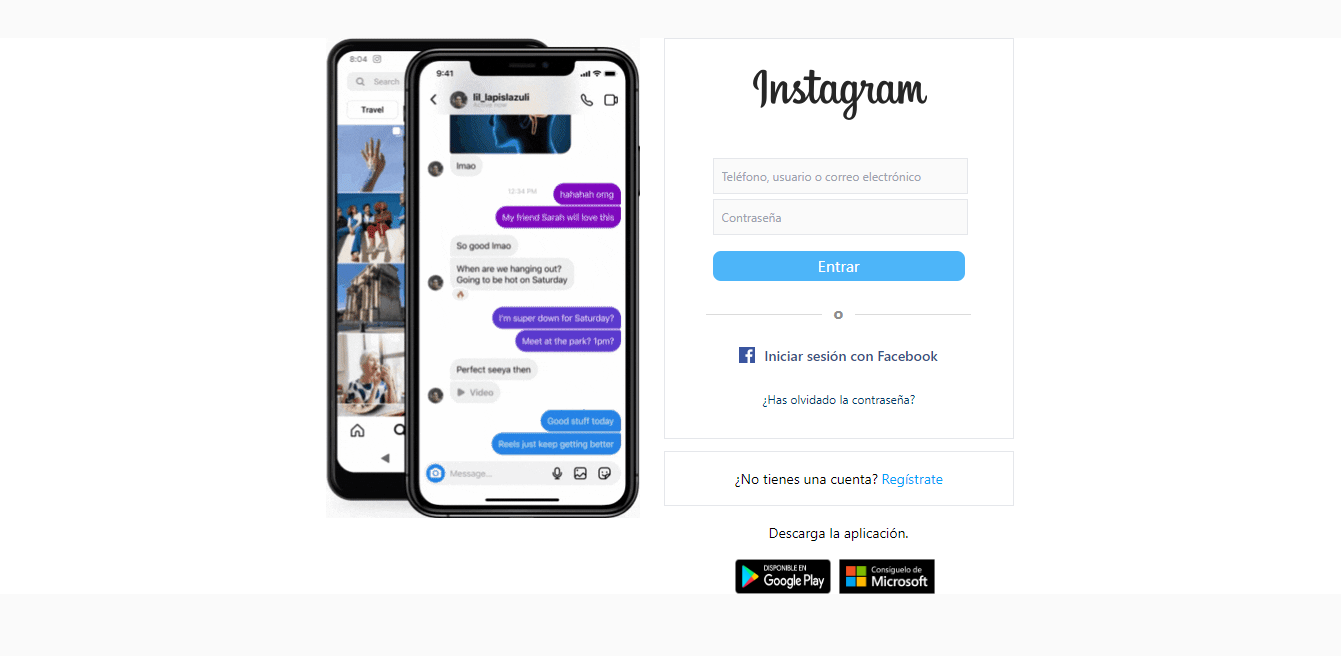 8:04
Search
Travel
9:41
lil_lapislazuli
Active now
lmao
12:34 PM
hahahah omg
My friend Sarah will love this
So good lmao
When are we hanging out?
Going to be hot on Saturday
I'm super down for Saturday?
Meet at the park? 1pm?
Perfect seeya then
Video
Good stuff today
Reels just keep getting better
Message...
Instagram
Teléfono, usuario o correo electrónico
Contraseña
Entrar
o
Iniciar sesión con Facebook
¿Has olvidado la contraseña?
¿No tienes una cuenta? Regístrate
Descarga la aplicación.
DISPONIBLE EN
Google Play
Consíguelo de
Microsoft